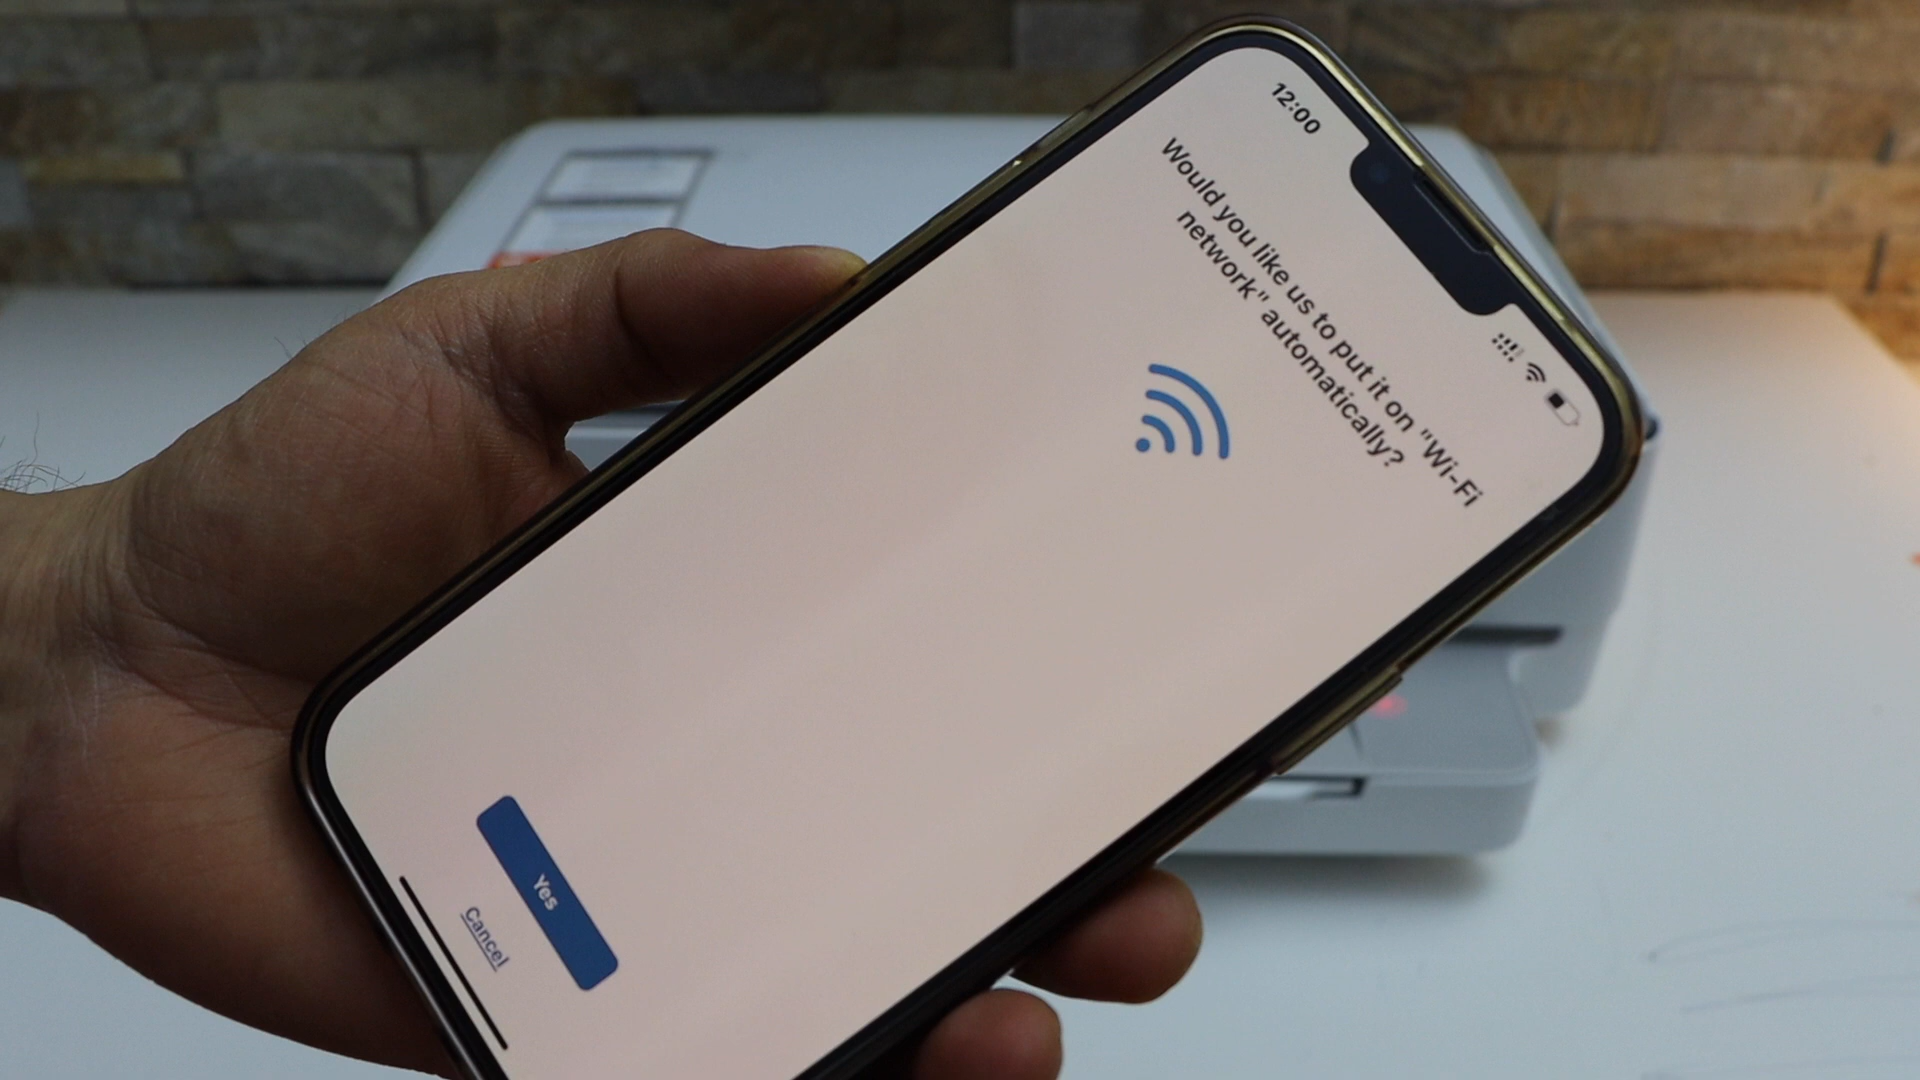 12:00
Would you like us to put it on "Wi-Fi
network" automatically?
Yes
Cancel